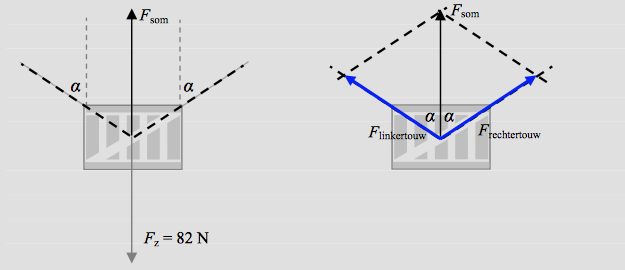 F_som
α
α
F_z = 82 N
F_som
α α
F_linkertouw
F_rechtertouw